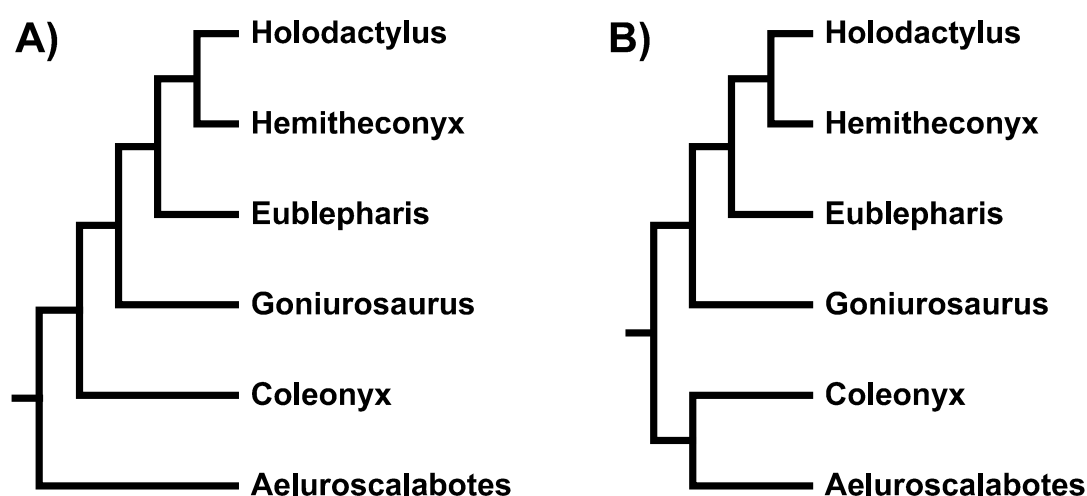 A)
Holodactylus
Hemitheconyx
Eublepharis
Goniurosaurus
Coleonyx
Aeluroscalabotes
B)
Holodactylus
Hemitheconyx
Eublepharis
Goniurosaurus
Coleonyx
Aeluroscalabotes